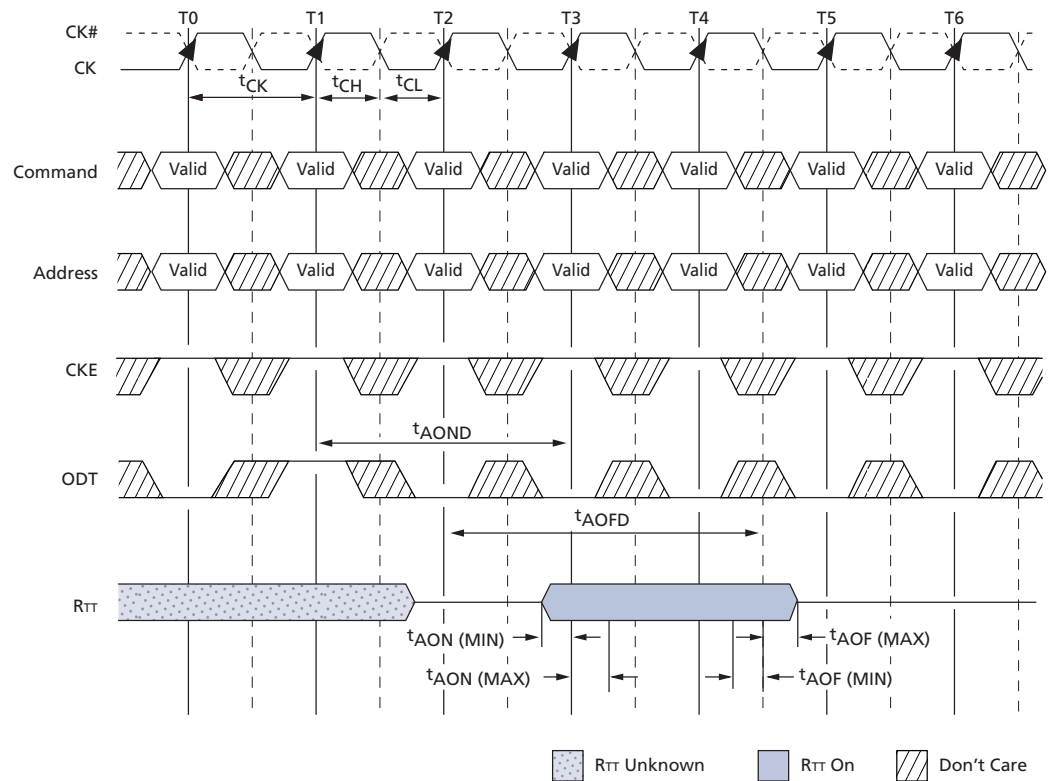 T0 T1 T2 T3 T4 T5 T6
CK#
CK
tCK tCH tCL
Command Valid Valid Valid Valid Valid Valid Valid
Address Valid Valid Valid Valid Valid Valid Valid
CKE
tAOND
ODT
tAOFD
RTT
tAON (MIN) tAOF (MAX)
tAON (MAX) tAOF (MIN)
RTT Unknown RTT On Don't Care